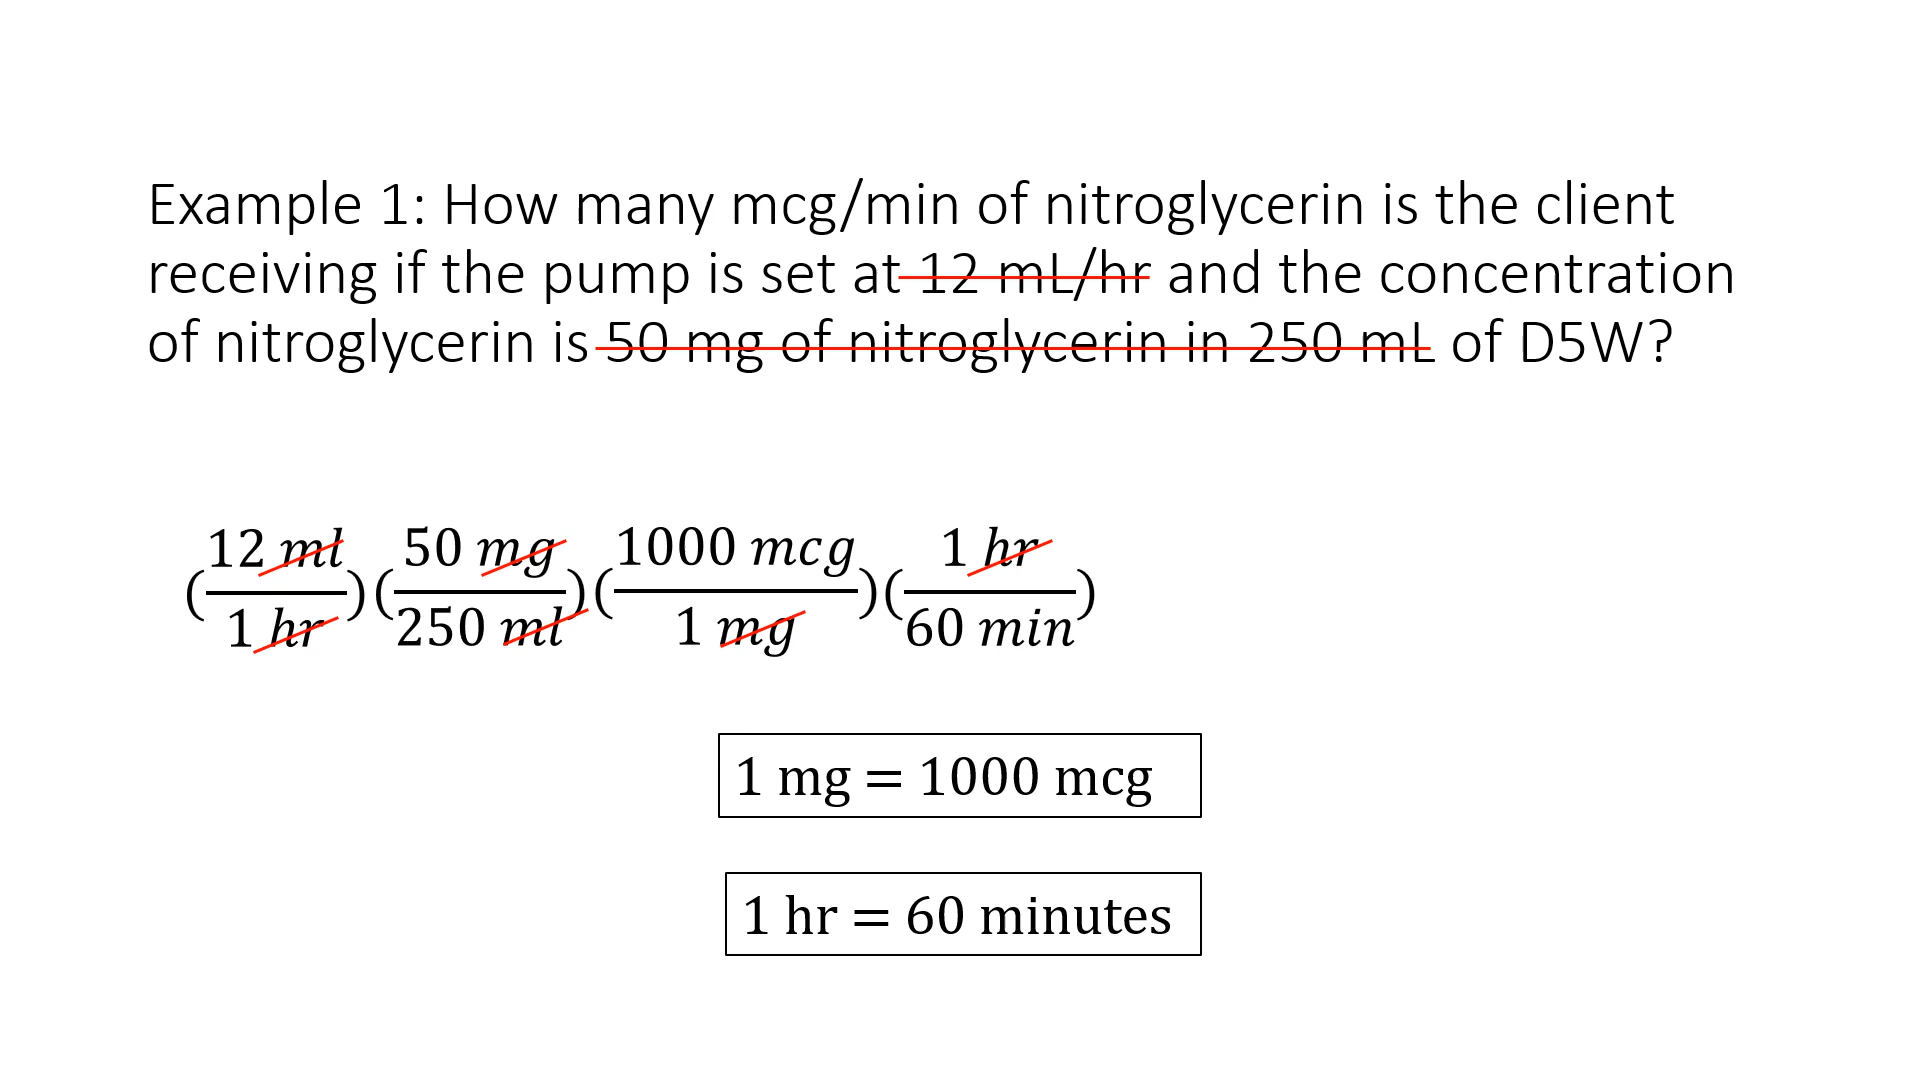 Example 1: How many mcg/min of nitroglycerin is the client
receiving if the pump is set at 12 mL/hr and the concentration
of nitroglycerin is 50 mg of nitroglycerin in 250 mL of D5W?
(12 ml / 1 hr)(50 mg / 250 ml)(1000 mcg / 1 mg)(1 hr / 60 min)
1 mg = 1000 mcg
1 hr = 60 minutes